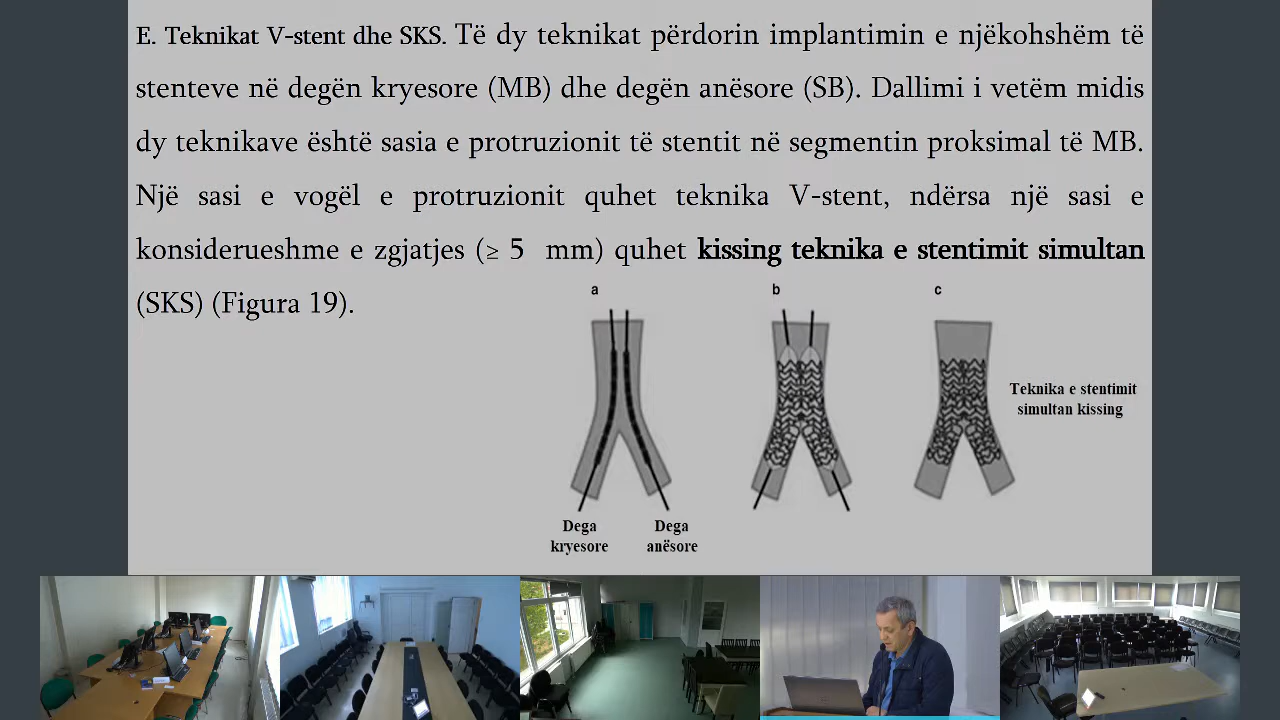 E. Teknikat V-stent dhe SKS. Të dy teknikat përdorin implantimin e njëkohshëm të
stenteve në degën kryesore (MB) dhe degën anësore (SB). Dallimi i vetëm midis
dy teknikave është sasia e protruzionit të stentit në segmentin proksimal të MB.
Një sasi e vogël e protruzionit quhet teknika V-stent, ndërsa një sasi e
konsiderueshme e zgjatjes (≥ 5 mm) quhet kissing teknika e stentimit simultan
(SKS) (Figura 19).
a
b
c
Teknika e stentimit
simultan kissing
Dega
kryesore
Dega
anësore